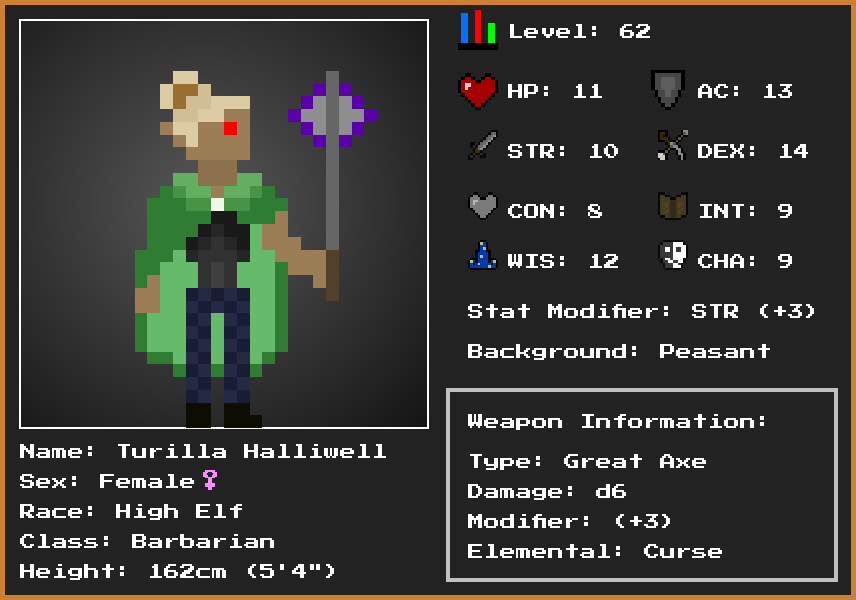 Level: 62
HP: 11
AC: 13
STR: 10
DEX: 14
CON: 8
INT: 9
WIS: 12
CHA: 9
Stat Modifier: STR (+3)
Background: Peasant
Weapon Information:
Type: Great Axe
Damage: d6
Modifier: (+3)
Elemental: Curse
Name: Turilla Halliwell
Sex: Female♀
Race: High Elf
Class: Barbarian
Height: 162cm (5'4")